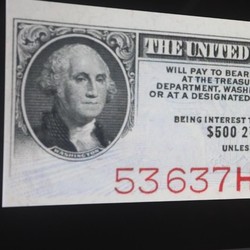 THE UNITED
WILL PAY TO BEAR
AT THE TREASU
DEPARTMENT, WASH
OR AT A DESIGNATED
BEING INTEREST
$500 2
UNLES
WASHINGTON
53637H